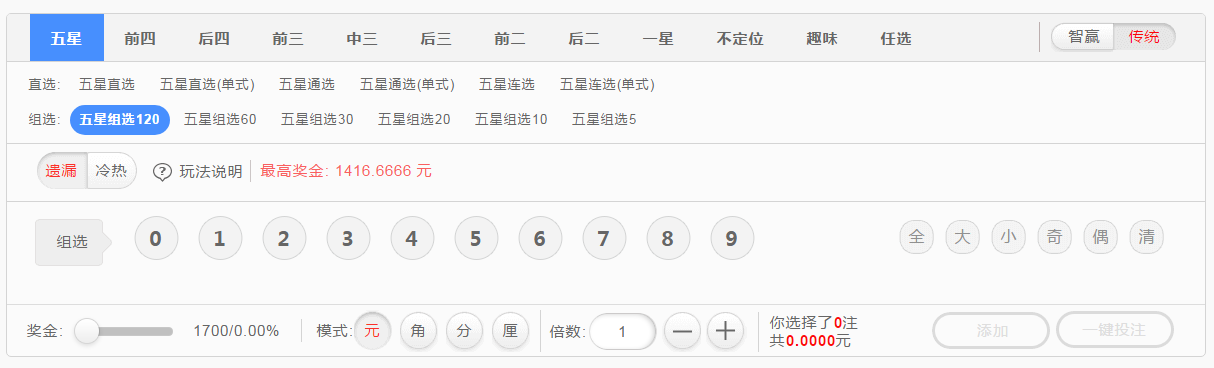 五星 前四 后四 前三 中三 后三 前二 后二 一星 不定位 趣味 任选 智赢 传统
直选: 五星直选 五星直选(单式) 五星通选 五星通选(单式) 五星连选 五星连选(单式)
组选: 五星组选120 五星组选60 五星组选30 五星组选20 五星组选10 五星组选5
遗漏 冷热 ? 玩法说明 最高奖金: 1416.6666 元
组选 0 1 2 3 4 5 6 7 8 9 全 大 小 奇 偶 清
奖金: 1700/0.00% 模式: 元 角 分 厘 倍数: 1 — + 你选择了0注
共0.0000元 添加 一键投注